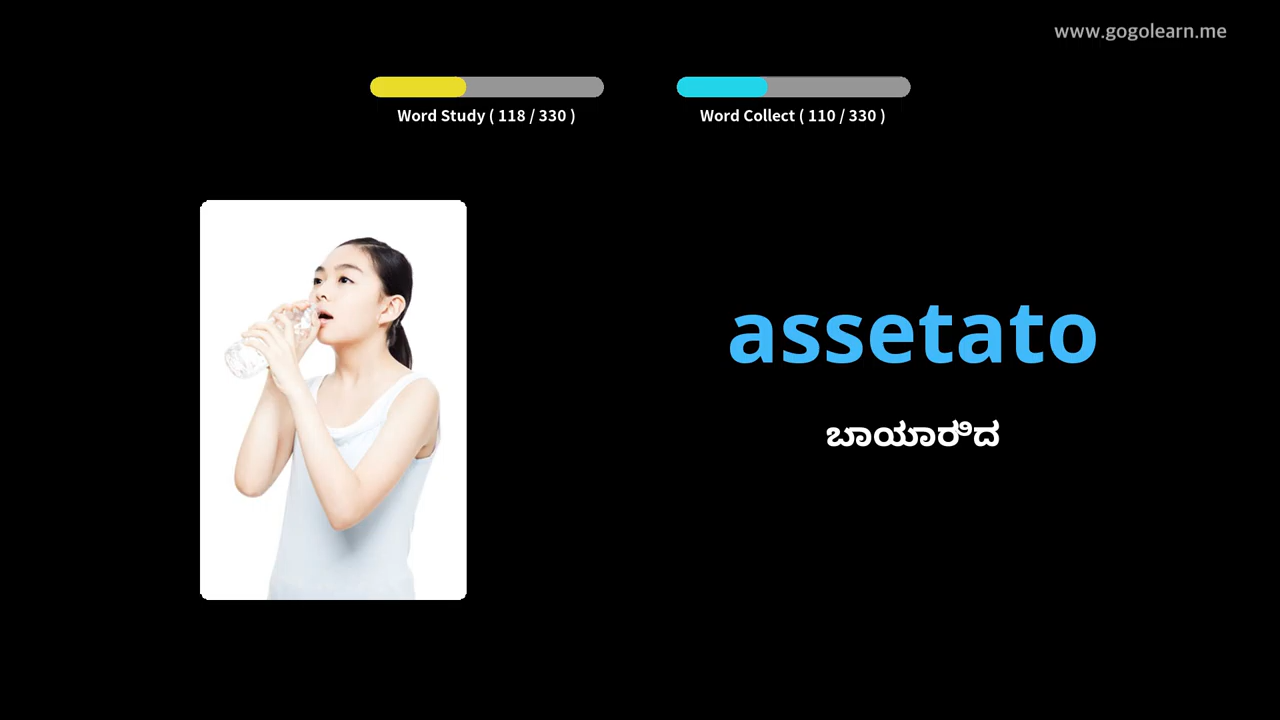 www.gogolearn.me
Word Study ( 118 / 330 )
Word Collect ( 110 / 330 )
assetato
ಬಾಯಾರಿದ